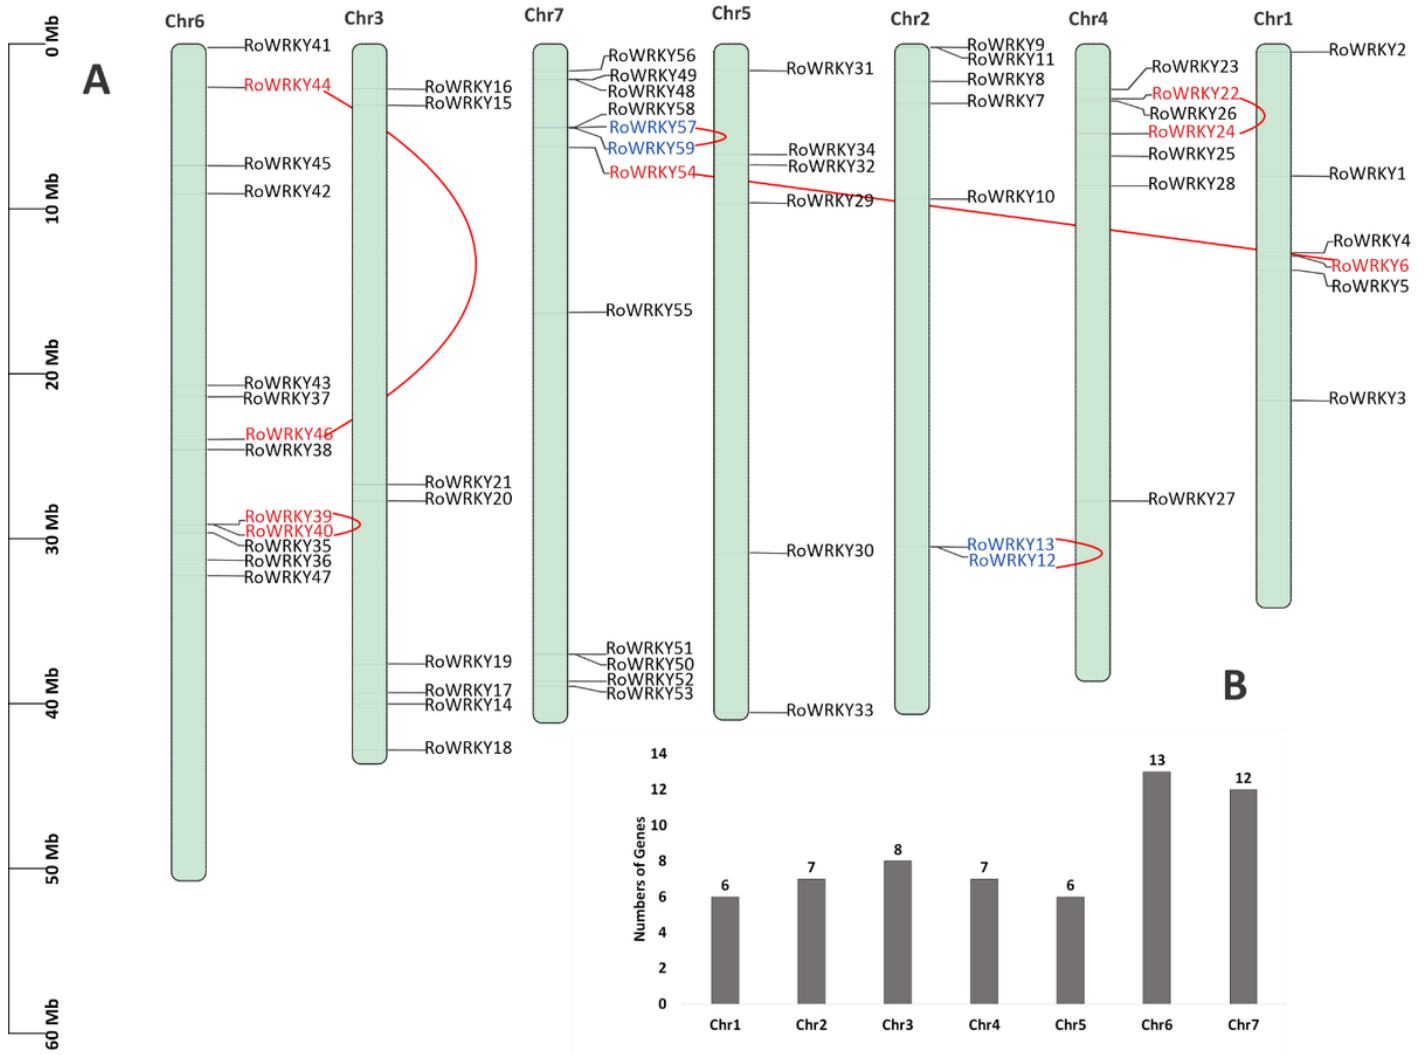 Chr6
Chr3
Chr7
Chr5
Chr2
Chr4
Chr1
A
0 Mb
10 Mb
20 Mb
30 Mb
40 Mb
50 Mb
60 Mb
RoWRKY41
RoWRKY44
RoWRKY45
RoWRKY42
RoWRKY43
RoWRKY37
RoWRKY46
RoWRKY38
RoWRKY39
RoWRKY40
RoWRKY35
RoWRKY36
RoWRKY47
RoWRKY16
RoWRKY15
RoWRKY21
RoWRKY20
RoWRKY19
RoWRKY17
RoWRKY14
RoWRKY18
RoWRKY56
RoWRKY49
RoWRKY48
RoWRKY58
RoWRKY57
RoWRKY59
RoWRKY54
RoWRKY55
RoWRKY51
RoWRKY50
RoWRKY52
RoWRKY53
RoWRKY31
RoWRKY34
RoWRKY32
RoWRKY29
RoWRKY30
RoWRKY33
RoWRKY9
RoWRKY11
RoWRKY8
RoWRKY7
RoWRKY10
RoWRKY13
RoWRKY12
RoWRKY23
RoWRKY22
RoWRKY26
RoWRKY24
RoWRKY25
RoWRKY28
RoWRKY27
RoWRKY2
RoWRKY1
RoWRKY4
RoWRKY6
RoWRKY5
RoWRKY3
B
Numbers of Genes
14
12
10
8
6
4
2
0
6
7
8
7
6
13
12
Chr1
Chr2
Chr3
Chr4
Chr5
Chr6
Chr7